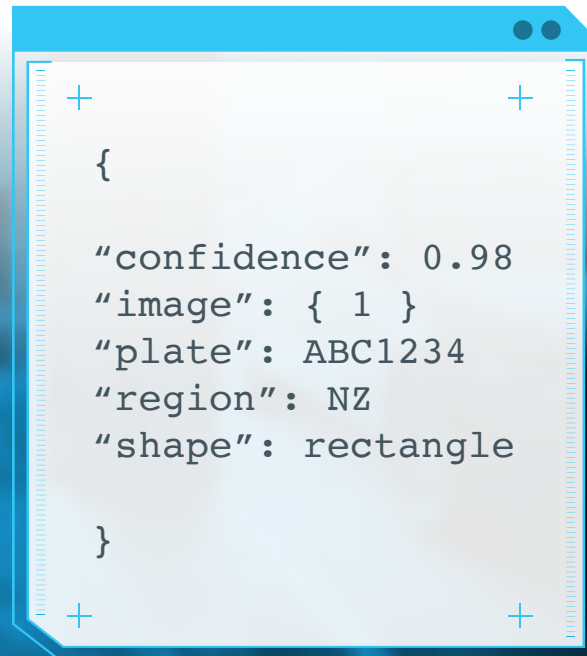 {
“confidence”: 0.98
“image”: { 1 }
“plate”: ABC1234
“region”: NZ
“shape”: rectangle
}